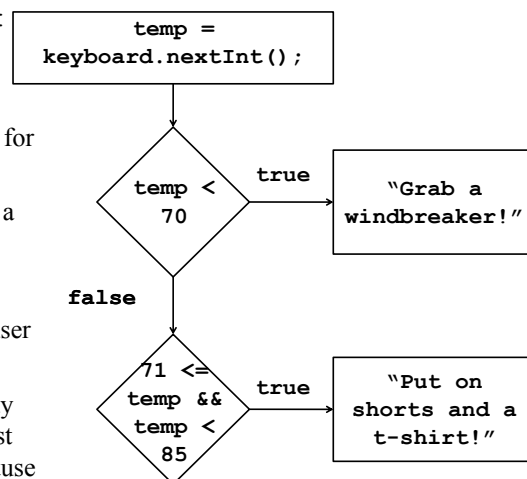 :
for
a
ser
y
st
use
temp =
keyboard.nextInt();
temp <
70
true
“Grab a
windbreaker!”
false
71 <=
temp &&
temp <
85
true
“Put on
shorts and a
t-shirt!”